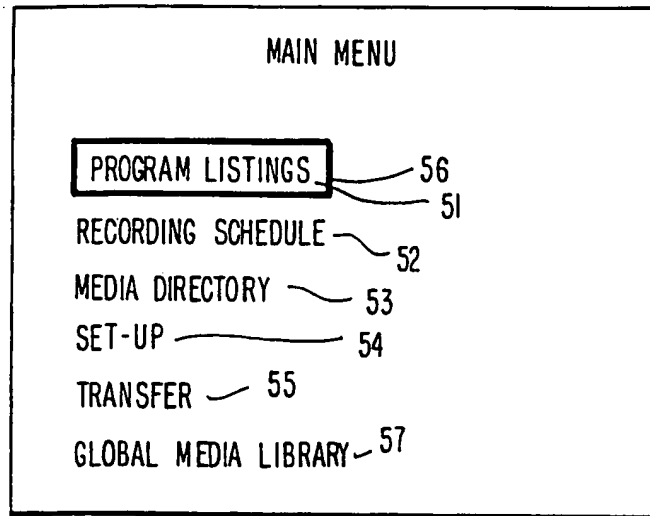 MAIN MENU
PROGRAM LISTINGS 56
51
RECORDING SCHEDULE 52
MEDIA DIRECTORY 53
SET-UP 54
TRANSFER 55
GLOBAL MEDIA LIBRARY 57